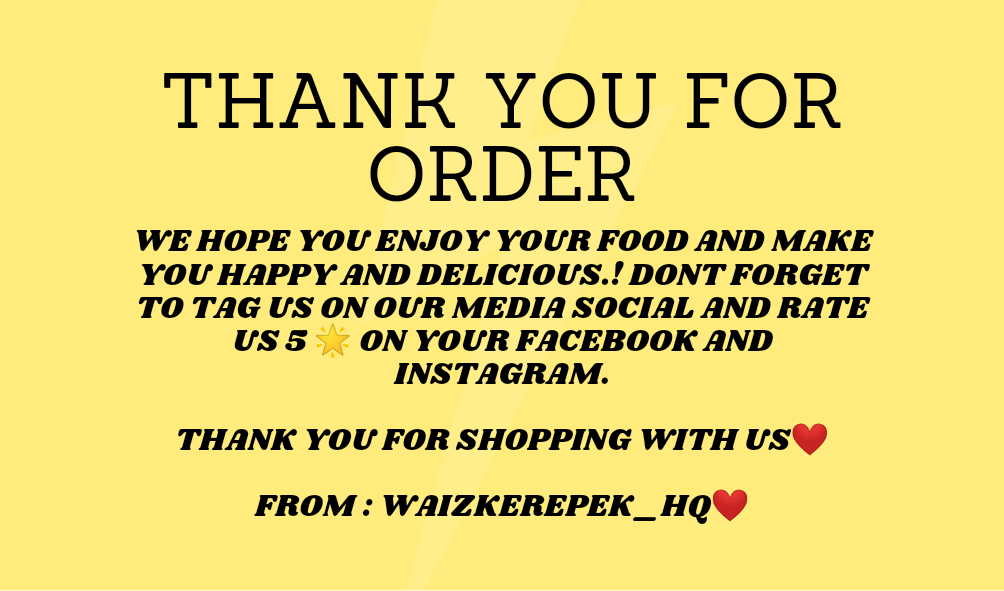 THANK YOU FOR
ORDER
WE HOPE YOU ENJOY YOUR FOOD AND MAKE
YOU HAPPY AND DELICIOUS.! DONT FORGET
TO TAG US ON OUR MEDIA SOCIAL AND RATE
US 5 🌟 ON YOUR FACEBOOK AND
INSTAGRAM.
THANK YOU FOR SHOPPING WITH US❤️
FROM : WAIZKEREPEK_HQ❤️